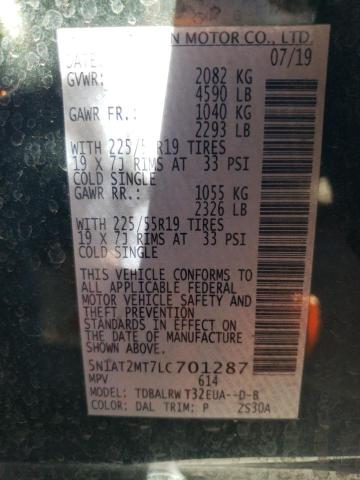 N MOTOR CO., LTD.
DATE: 07/19
GVWR: 2082 KG
4590 LB
GAWR FR.: 1040 KG
2293 LB
WITH 225/55R19 TIRES
19 X 7J RIMS AT 33 PSI
COLD SINGLE
GAWR RR.: 1055 KG
2326 LB
WITH 225/55R19 TIRES
19 X 7J RIMS AT 33 PSI
COLD SINGLE
THIS VEHICLE CONFORMS TO
ALL APPLICABLE FEDERAL
MOTOR VEHICLE SAFETY AND
THEFT PREVENTION
STANDARDS IN EFFECT ON
THE DATE OF MANUFACTURE
SHOWN ABOVE.
5N1AT2MT7LC701287
MPV 614
MODEL: TDBALRW T32EUA--D-B
COLOR: DAL TRIM: P ZS30A